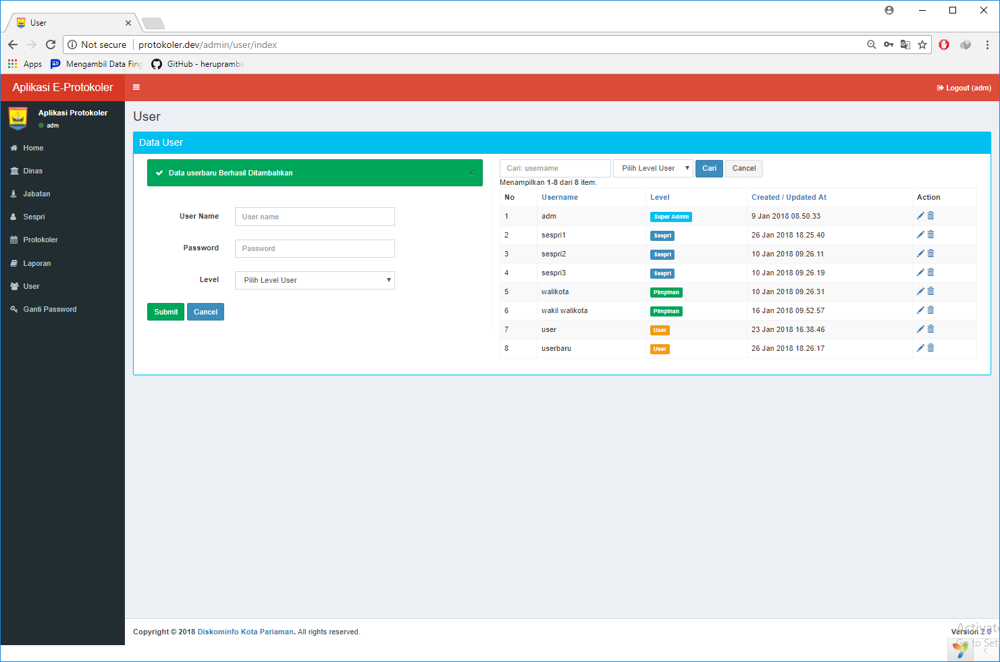 User
Not secure protokoler.dev/admin/user/index
Apps Mengambil Data Fing GitHub - herupramba
Aplikasi E-Protokoler
Logout (adm)
Aplikasi Protokoler
adm
Home
Dinas
Jabatan
Sespri
Protokoler
Laporan
User
Ganti Password
User
Data User
Data userbaru Berhasil Ditambahkan ×
User Name User name
Password Password
Level Pilih Level User
Submit Cancel
Cari: username Pilih Level User Cari Cancel
Menampilkan 1-8 dari 8 item.
No Username Level Created / Updated At Action
1 adm Super Admin 9 Jan 2018 08.50.33
2 sespri1 Sespri 26 Jan 2018 18.25.40
3 sespri2 Sespri 10 Jan 2018 09.26.11
4 sespri3 Sespri 10 Jan 2018 09.26.19
5 walikota Pimpinan 10 Jan 2018 09.26.31
6 wakil walikota Pimpinan 16 Jan 2018 09.52.57
7 user User 23 Jan 2018 16.38.46
8 userbaru User 26 Jan 2018 18.26.17
Copyright © 2018 Diskominfo Kota Pariaman. All rights reserved.
Version 2.0
Activat
Go to Sett